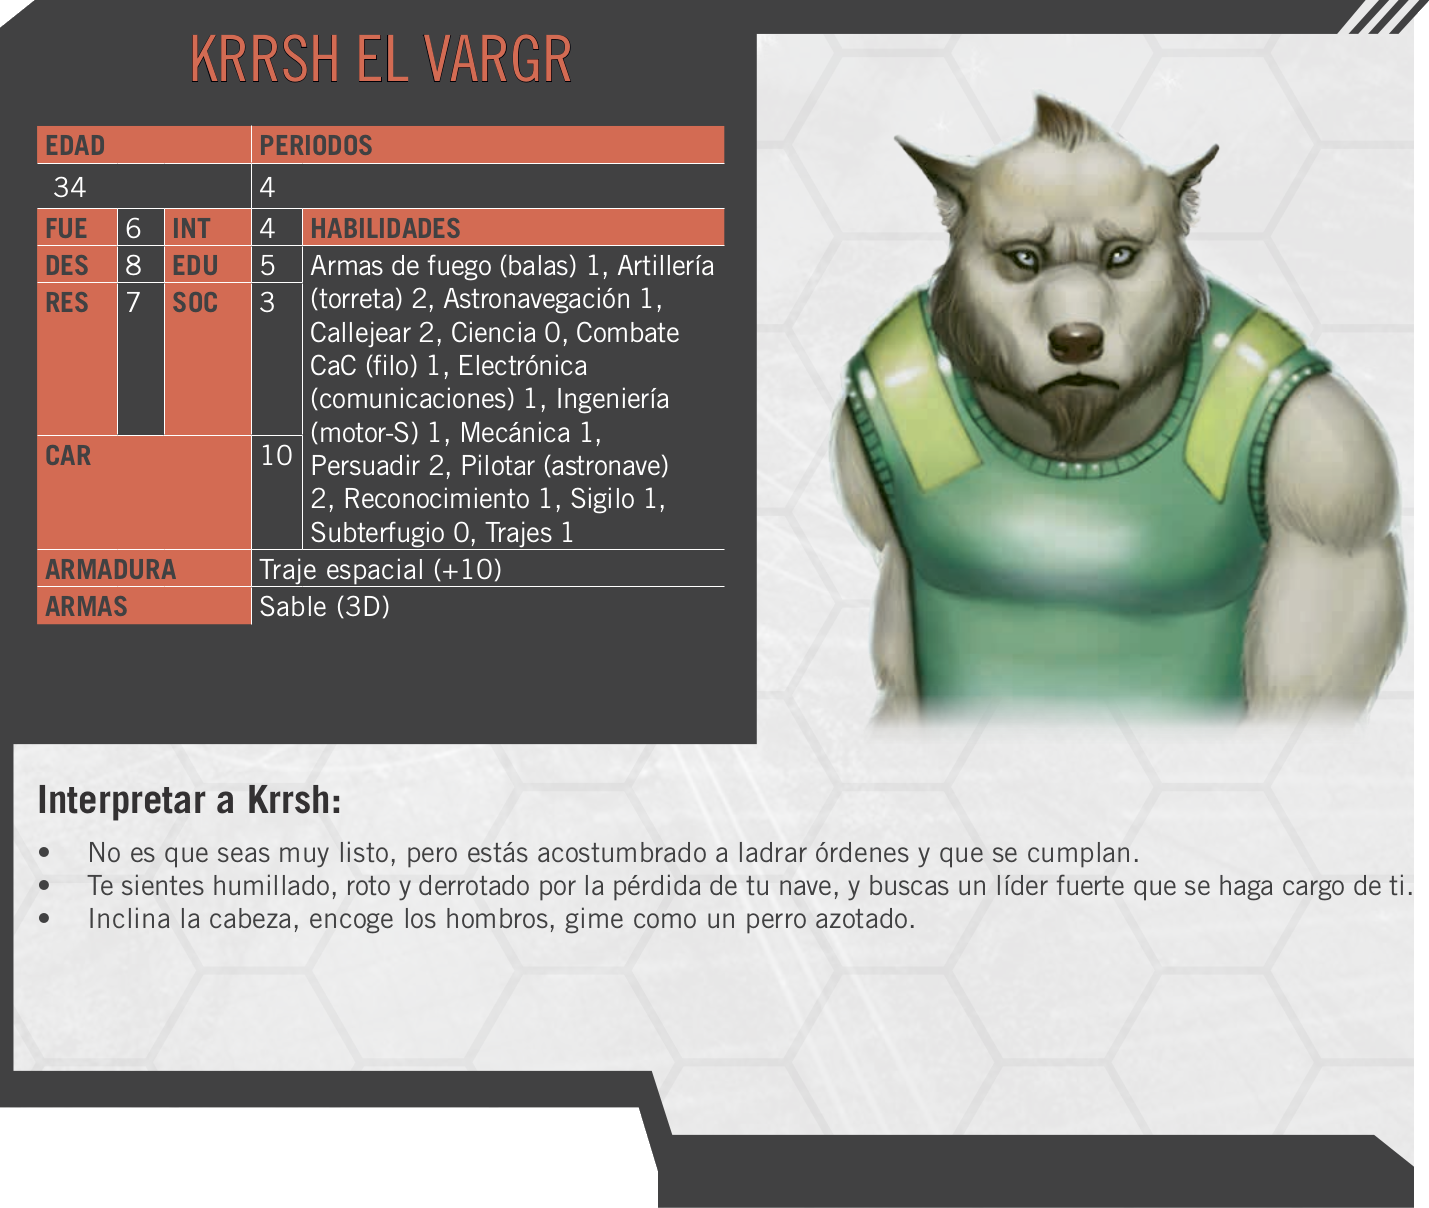 KRRSH EL VARGR
EDAD PERIODOS
34 4
FUE 6 INT 4 HABILIDADES
DES 8 EDU 5 Armas de fuego (balas) 1, Artillería
RES 7 SOC 3 (torreta) 2, Astronavegación 1,
Callejear 2, Ciencia 0, Combate
CaC (filo) 1, Electrónica
(comunicaciones) 1, Ingeniería
(motor-S) 1, Mecánica 1,
CAR 10 Persuadir 2, Pilotar (astronave)
2, Reconocimiento 1, Sigilo 1,
Subterfugio 0, Trajes 1
ARMADURA Traje espacial (+10)
ARMAS Sable (3D)
Interpretar a Krrsh:
• No es que seas muy listo, pero estás acostumbrado a ladrar órdenes y que se cumplan.
• Te sientes humillado, roto y derrotado por la pérdida de tu nave, y buscas un líder fuerte que se haga cargo de ti.
• Inclina la cabeza, encoge los hombros, gime como un perro azotado.